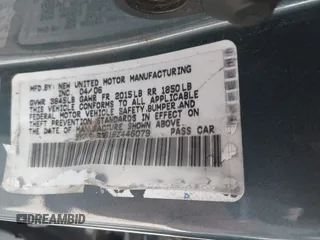 MFD.BY: NEW UNITED MOTOR MANUFACTURING
INC. 04/06
GVWR 3845LB GAWR FR 2015LB RR 1850LB
THIS VEHICLE CONFORMS TO ALL APPLICABLE
FEDERAL MOTOR VEHICLE SAFETY,BUMPER,AND
THEFT PREVENTION STANDARDS IN EFFECT ON
DATE OF MANUFACTURE SHOWN ABOVE.
Z446079 PASS CAR
DREAMBID